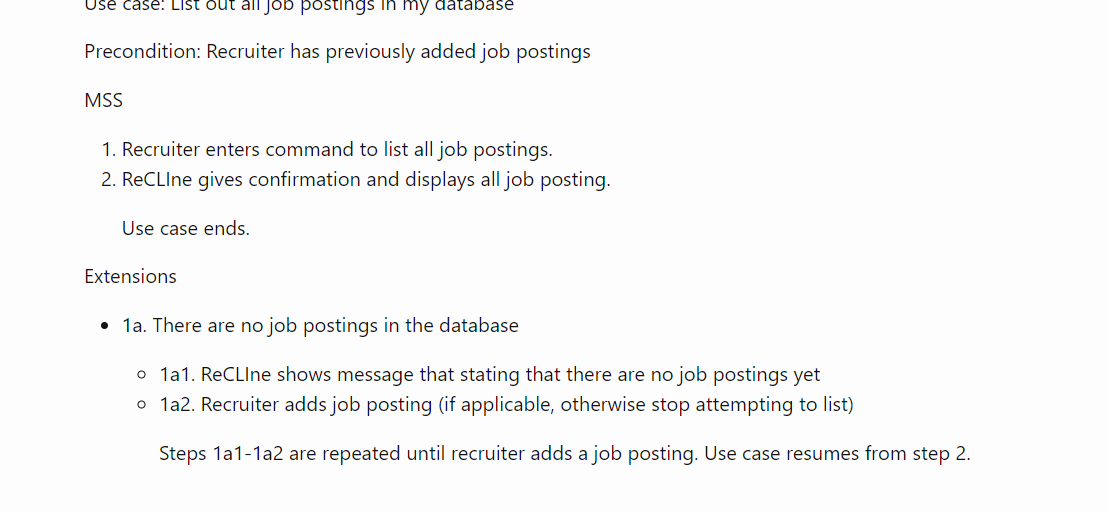 Use case: List out all job postings in my database
Precondition: Recruiter has previously added job postings
MSS
1. Recruiter enters command to list all job postings.
2. ReCLIne gives confirmation and displays all job posting.
Use case ends.
Extensions
• 1a. There are no job postings in the database
○ 1a1. ReCLIne shows message that stating that there are no job postings yet
○ 1a2. Recruiter adds job posting (if applicable, otherwise stop attempting to list)
Steps 1a1-1a2 are repeated until recruiter adds a job posting. Use case resumes from step 2.